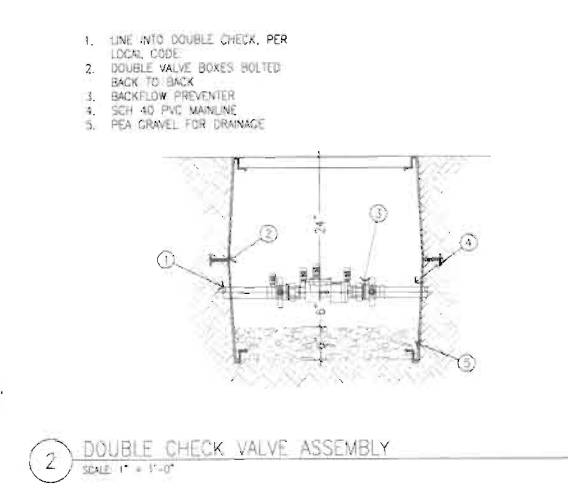 1. LINE INTO DOUBLE CHECK, PER
LOCAL CODE
2. DOUBLE VALVE BOXES BOLTED
BACK TO BACK
3. BACKFLOW PREVENTER
4. SCH 40 PVC MAINLINE
5. PEA GRAVEL FOR DRAINAGE
24"
3
2
4
1
6"
5
2 DOUBLE CHECK VALVE ASSEMBLY
SCALE: 1" = 1'-0"